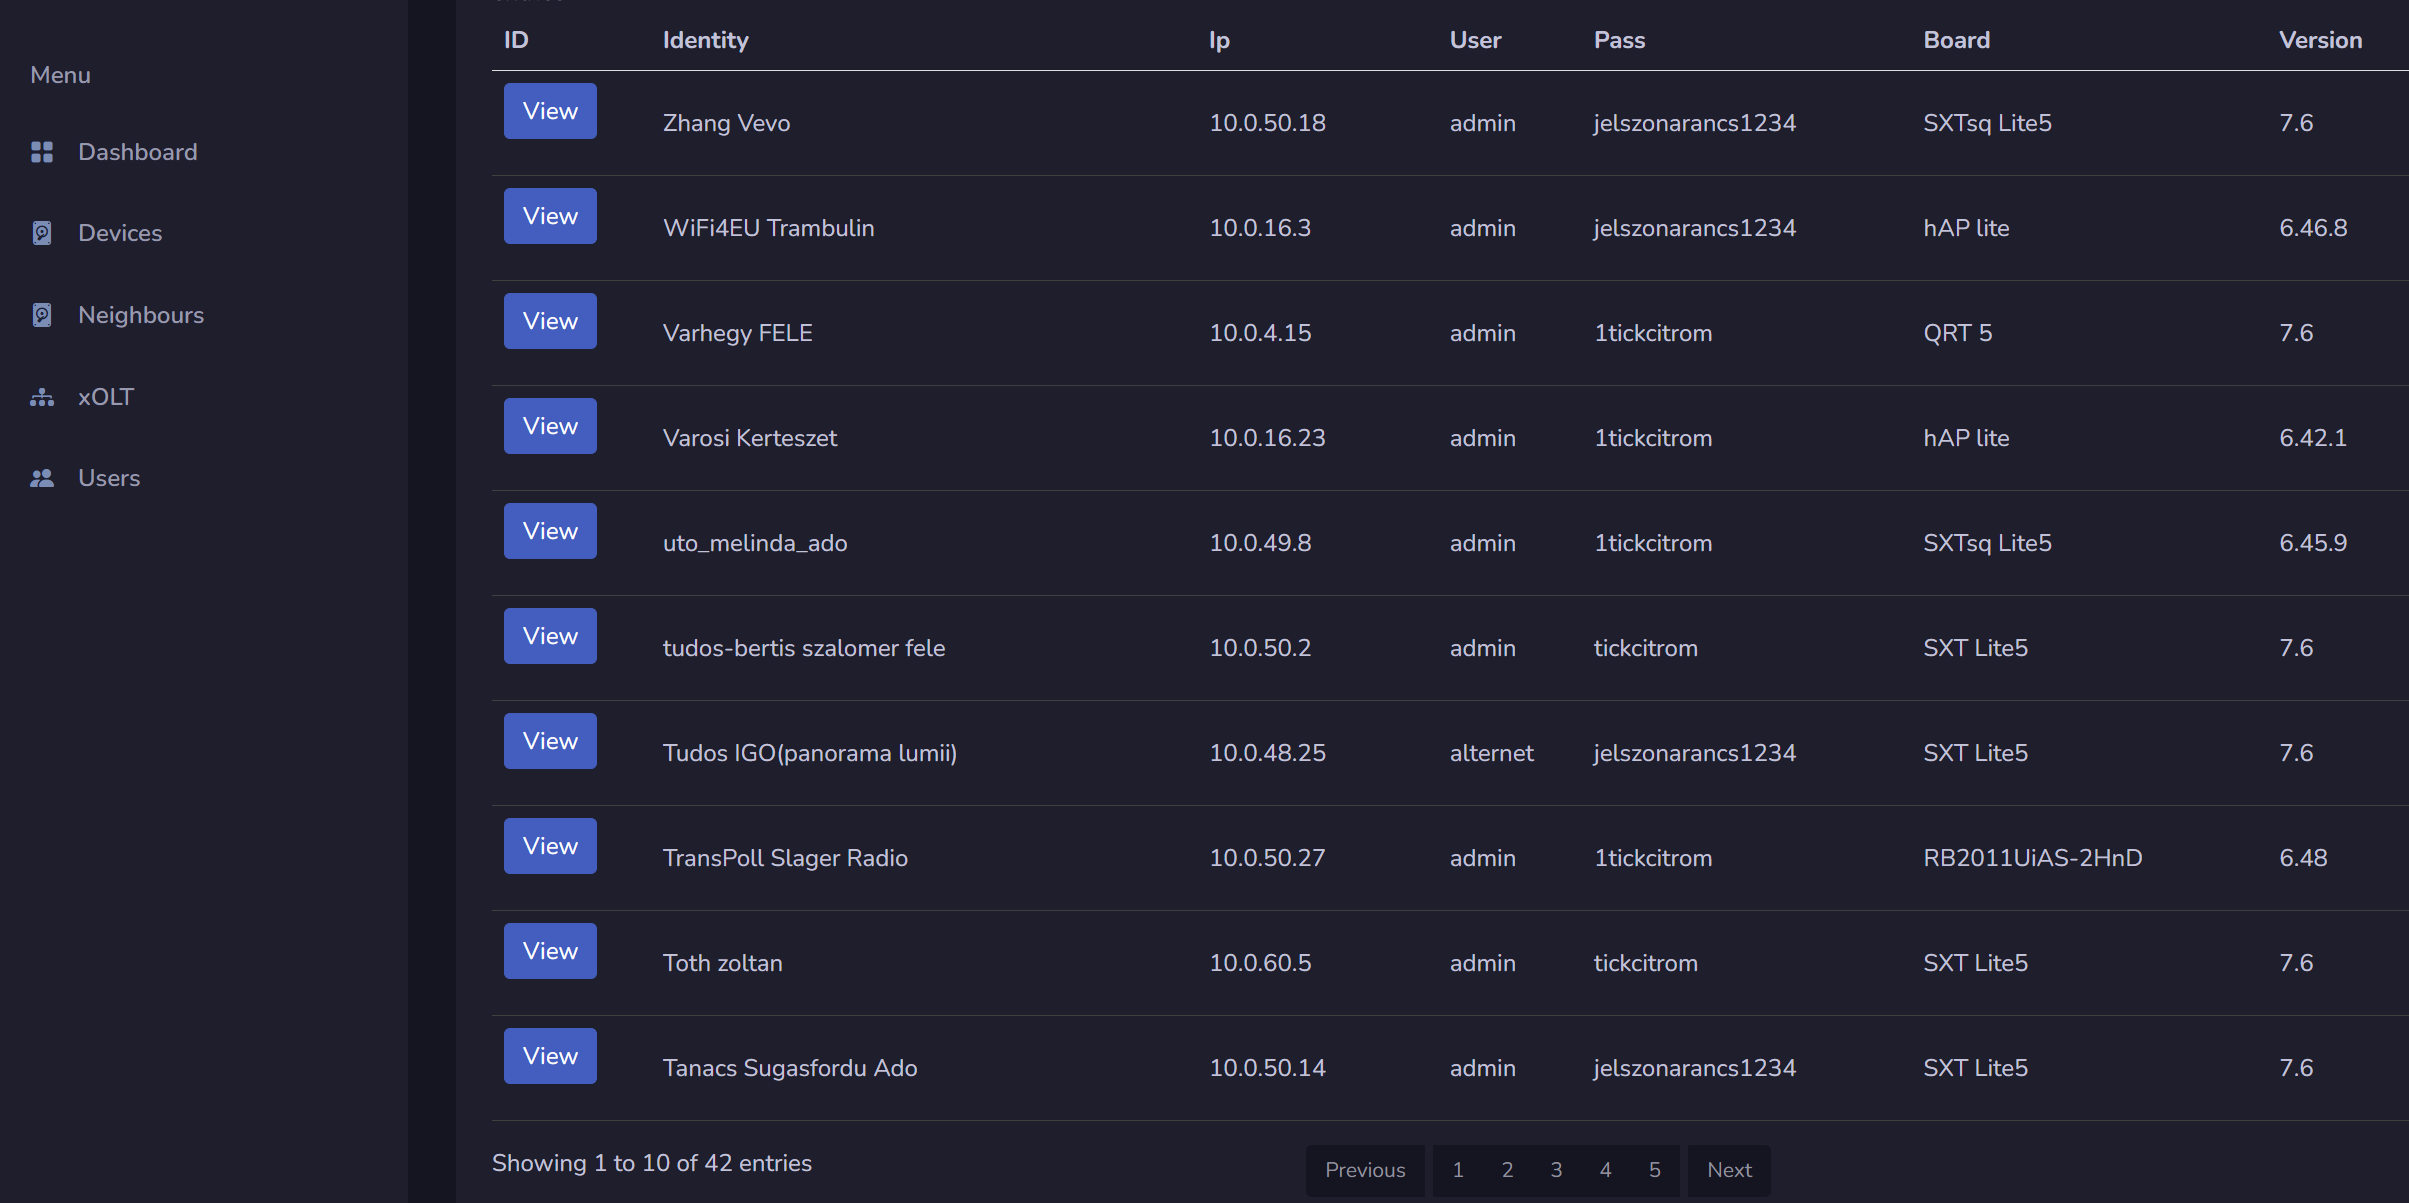 Menu
Dashboard
Devices
Neighbours
xOLT
Users
ID Identity Ip User Pass Board Version
View Zhang Vevo 10.0.50.18 admin jelszonarancs1234 SXTsq Lite5 7.6
View WiFi4EU Trambulin 10.0.16.3 admin jelszonarancs1234 hAP lite 6.46.8
View Varhegy FELE 10.0.4.15 admin 1tickcitrom QRT 5 7.6
View Varosi Kerteszet 10.0.16.23 admin 1tickcitrom hAP lite 6.42.1
View uto_melinda_ado 10.0.49.8 admin 1tickcitrom SXTsq Lite5 6.45.9
View tudos-bertis szalomer fele 10.0.50.2 admin tickcitrom SXT Lite5 7.6
View Tudos IGO(panorama lumii) 10.0.48.25 alternet jelszonarancs1234 SXT Lite5 7.6
View TransPoll Slager Radio 10.0.50.27 admin 1tickcitrom RB2011UiAS-2HnD 6.48
View Toth zoltan 10.0.60.5 admin tickcitrom SXT Lite5 7.6
View Tanacs Sugasfordu Ado 10.0.50.14 admin jelszonarancs1234 SXT Lite5 7.6
Showing 1 to 10 of 42 entries Previous 1 2 3 4 5 Next